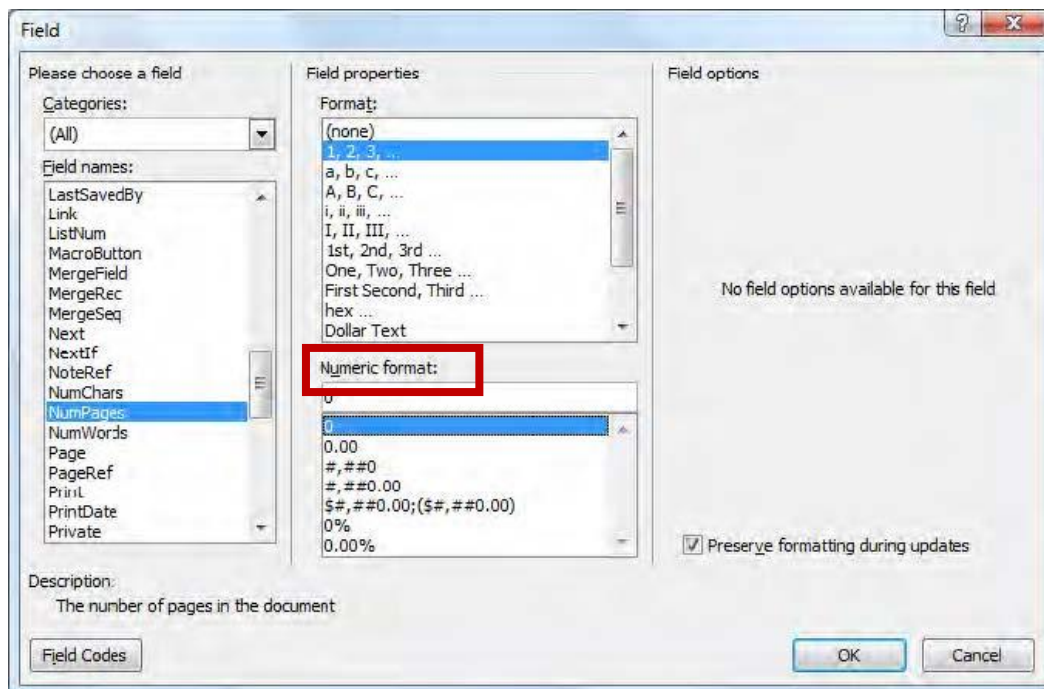 Field
Please choose a field
Categories:
(All)
Field names:
LastSavedBy
Link
ListNum
MacroButton
MergeField
MergeRec
MergeSeq
Next
NextIf
NoteRef
NumChars
NumPages
NumWords
Page
PageRef
Print
PrintDate
Private
Field properties
Format:
(none)
1, 2, 3, ...
a, b, c, ...
A, B, C, ...
i, ii, iii, ...
I, II, III, ...
1st, 2nd, 3rd ...
One, Two, Three ...
First Second, Third ...
hex ...
Dollar Text
Numeric format:
0
0
0.00
#,##0
#,##0.00
$#,##0.00;($#,##0.00)
0%
0.00%
Field options
No field options available for this field
Preserve formatting during updates
Description:
The number of pages in the document
Field Codes
OK
Cancel